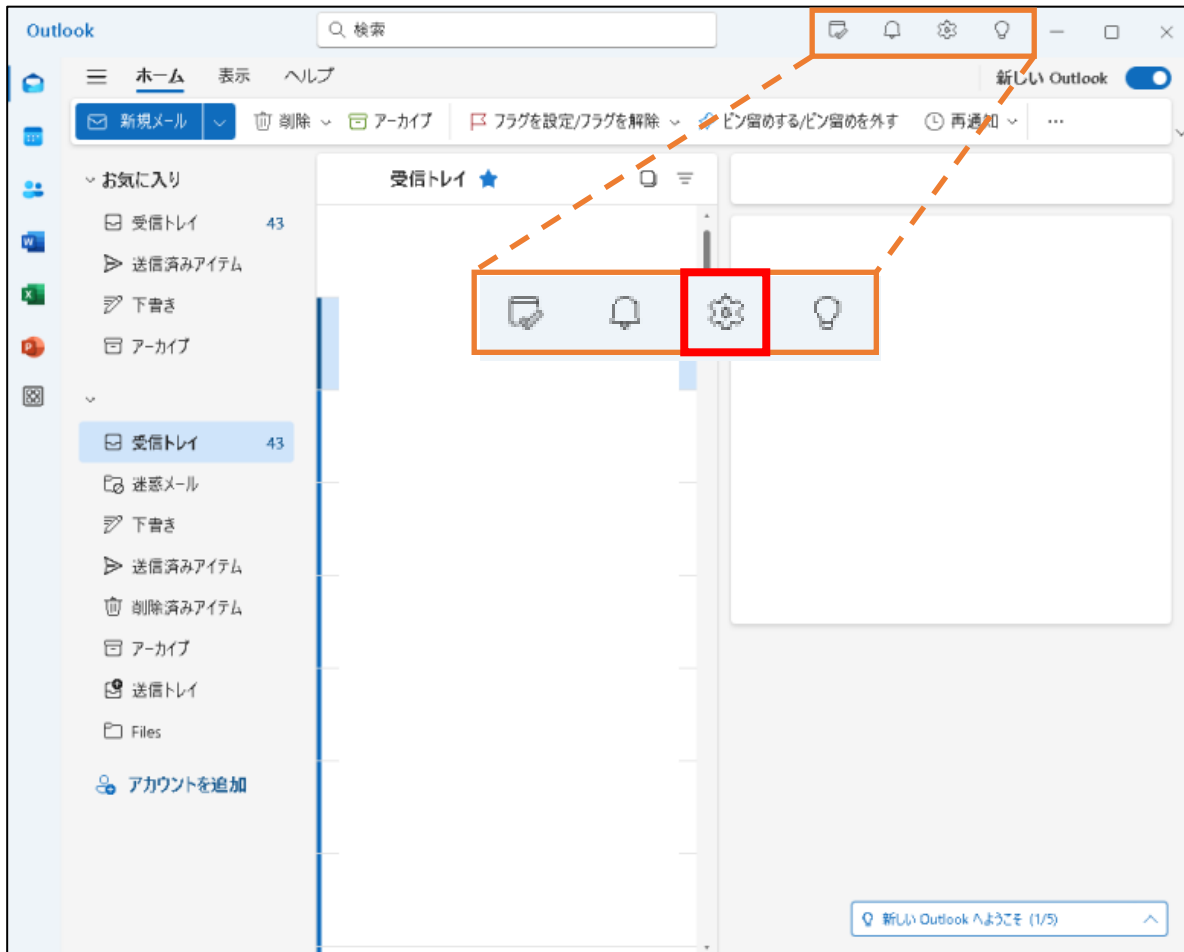 Outlook
検索
ホーム 表示 ヘルプ
新しい Outlook
新規メール 削除 アーカイブ フラグを設定/フラグを解除 ピン留めする/ピン留めを外す 再通知 …
お気に入り
受信トレイ 43
送信済みアイテム
下書き
アーカイブ
受信トレイ 43
迷惑メール
下書き
送信済みアイテム
削除済みアイテム
アーカイブ
送信トレイ
Files
アカウントを追加
受信トレイ
新しい Outlook へようこそ (1/5)